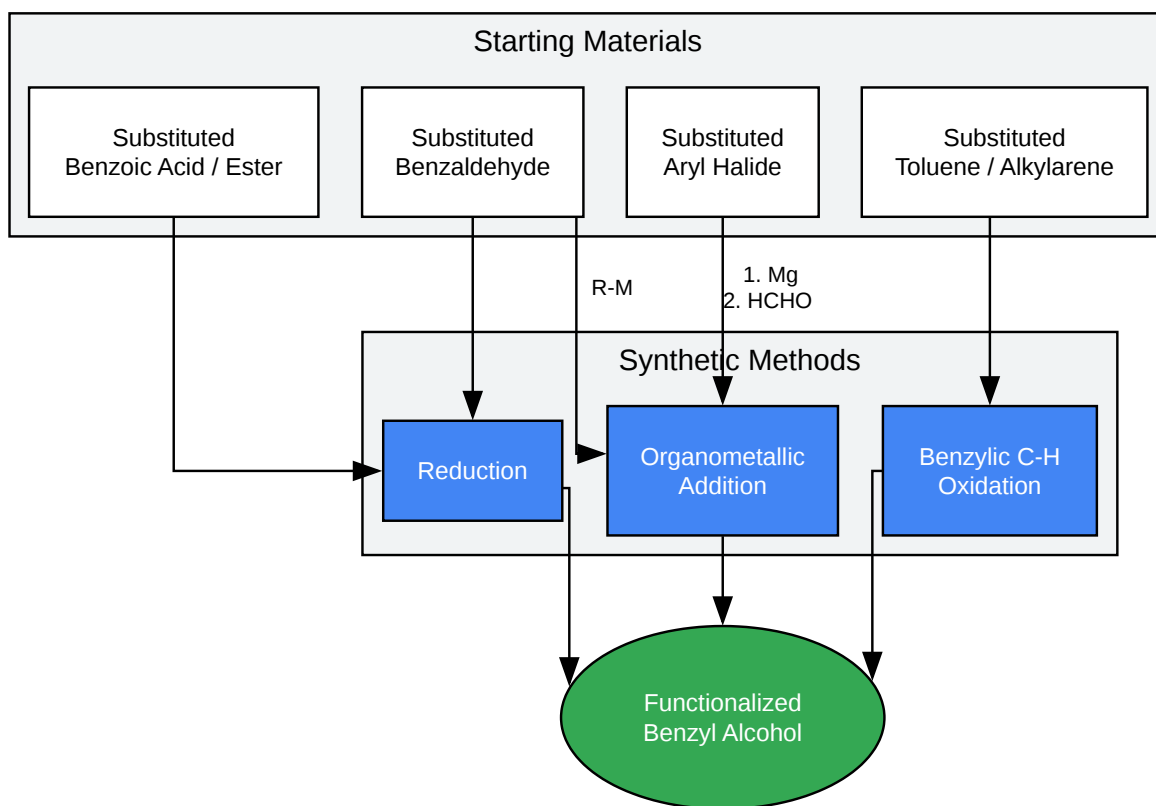 Starting Materials
Substituted
Benzoic Acid / Ester
Substituted
Benzaldehyde
Substituted
Aryl Halide
Substituted
Toluene / Alkylarene
R-M
1. Mg
2. HCHO
Synthetic Methods
Reduction
Organometallic
Addition
Benzylic C-H
Oxidation
Functionalized
Benzyl Alcohol